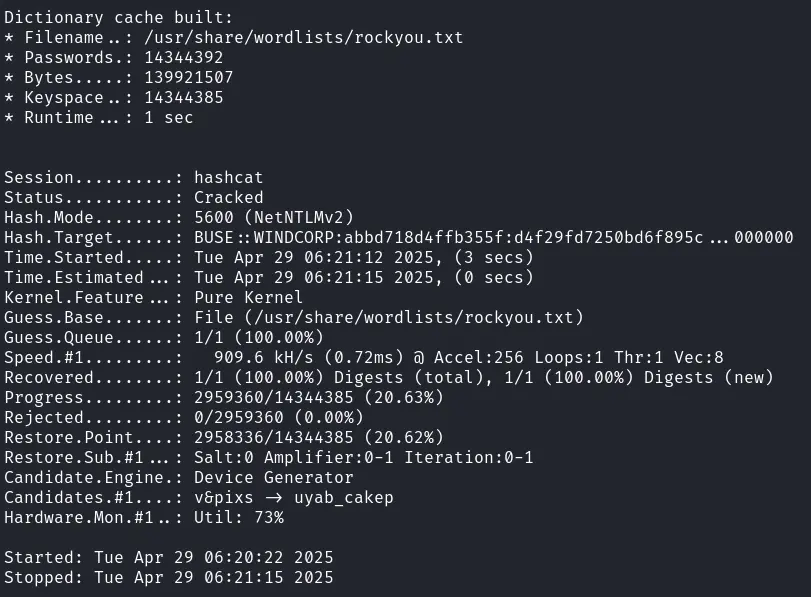 Dictionary cache built:
* Filename..: /usr/share/wordlists/rockyou.txt
* Passwords.: 14344392
* Bytes.....: 139921507
* Keyspace..: 14344385
* Runtime...: 1 sec
Session..........: hashcat
Status...........: Cracked
Hash.Mode........: 5600 (NetNTLMv2)
Hash.Target......: BUSE::WINDCORP:abbd718d4ffb355f:d4f29fd7250bd6f895c...000000
Time.Started.....: Tue Apr 29 06:21:12 2025, (3 secs)
Time.Estimated...: Tue Apr 29 06:21:15 2025, (0 secs)
Kernel.Feature...: Pure Kernel
Guess.Base.......: File (/usr/share/wordlists/rockyou.txt)
Guess.Queue......: 1/1 (100.00%)
Speed.#1.........:   909.6 kH/s (0.72ms) @ Accel:256 Loops:1 Thr:1 Vec:8
Recovered........: 1/1 (100.00%) Digests (total), 1/1 (100.00%) Digests (new)
Progress.........: 2959360/14344385 (20.63%)
Rejected.........: 0/2959360 (0.00%)
Restore.Point....: 2958336/14344385 (20.62%)
Restore.Sub.#1...: Salt:0 Amplifier:0-1 Iteration:0-1
Candidate.Engine.: Device Generator
Candidates.#1....: v&pixs -> uyab_cakep
Hardware.Mon.#1..: Util: 73%
Started: Tue Apr 29 06:20:22 2025
Stopped: Tue Apr 29 06:21:15 2025